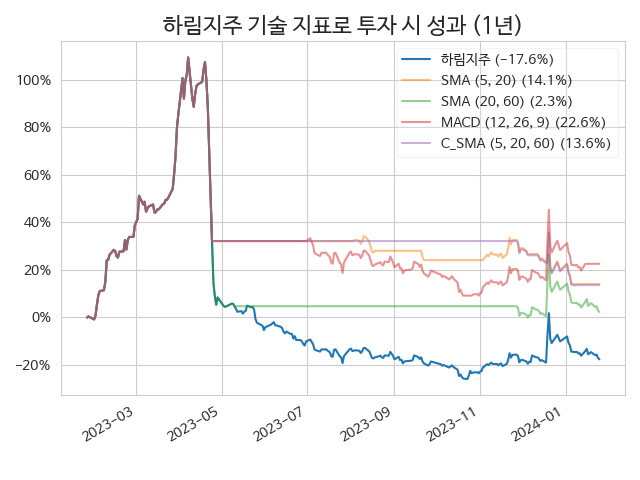 하림지주 기술 지표로 투자 시 성과 (1년)
하림지주 (-17.6%)
SMA (5, 20) (14.1%)
SMA (20, 60) (2.3%)
MACD (12, 26, 9) (22.6%)
C_SMA (5, 20, 60) (13.6%)
100%
80%
60%
40%
20%
0%
-20%
2023-03
2023-05
2023-07
2023-09
2023-11
2024-01